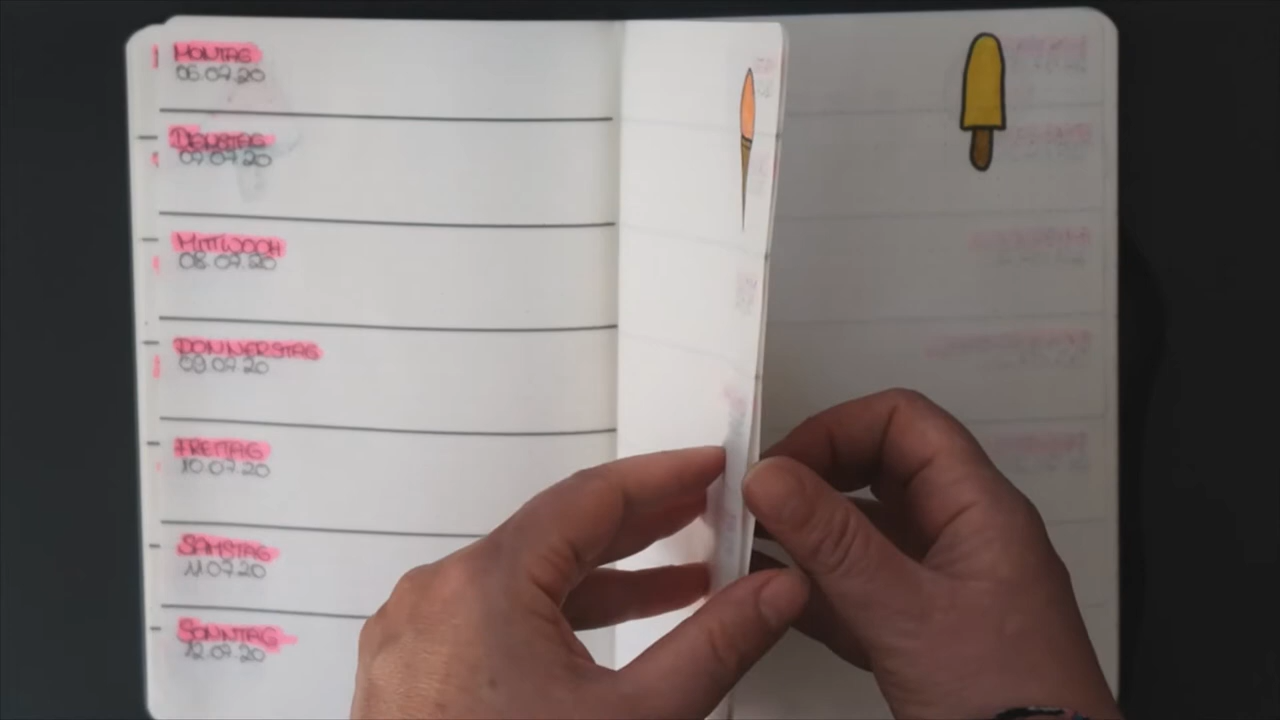 MONTAG
06.07.20
DIENSTAG
07.07.20
MITTWOCH
08.07.20
DONNERSTAG
09.07.20
FREITAG
10.07.20
SAMSTAG
11.07.20
SONNTAG
12.07.20